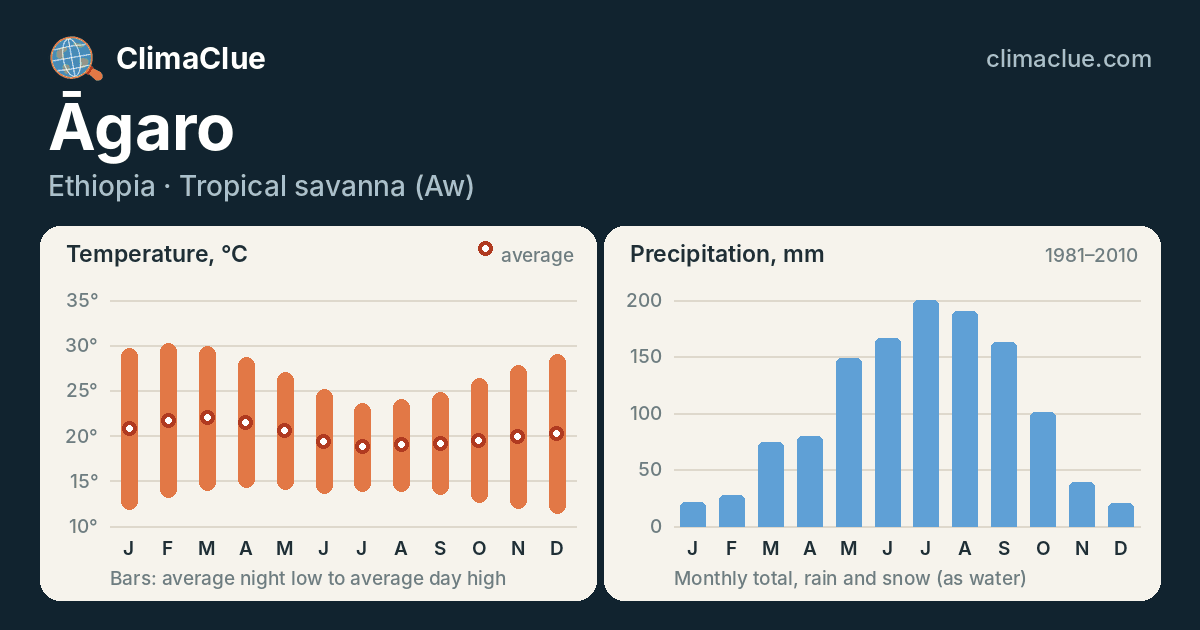 ClimaClue
climaclue.com
Āgaro
Ethiopia · Tropical savanna (Aw)
Temperature, °C
average
35°
30°
25°
20°
15°
10°
J F M A M J J A S O N D
Bars: average night low to average day high
Precipitation, mm
1981–2010
200
150
100
50
0
J F M A M J J A S O N D
Monthly total, rain and snow (as water)